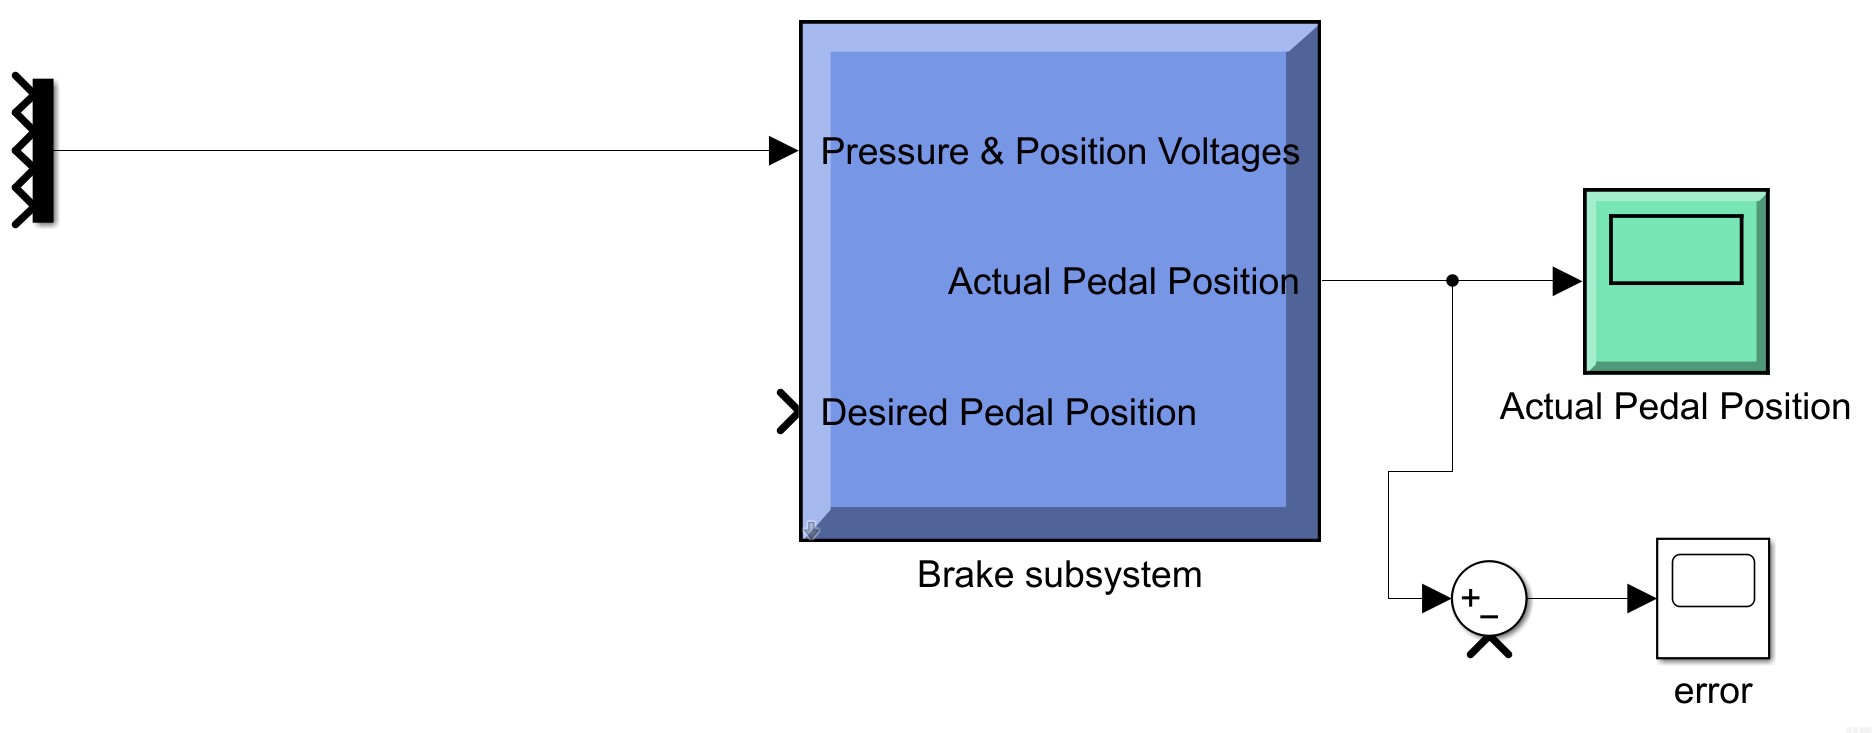 Pressure & Position Voltages
Actual Pedal Position
Desired Pedal Position
Brake subsystem
Actual Pedal Position
+
−
error